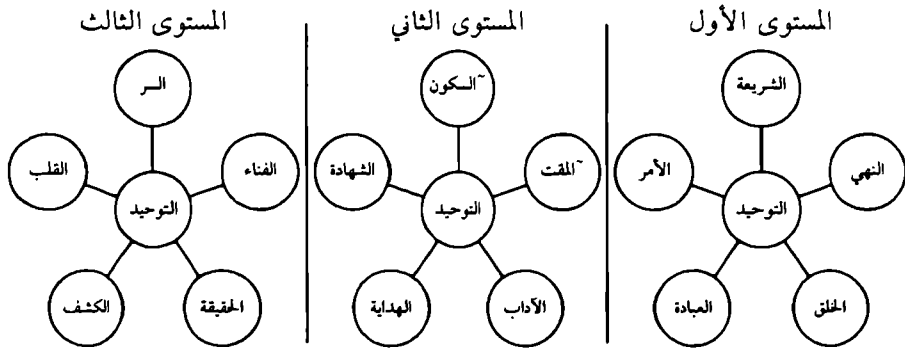 المستوى الأول
الشريعة
النهي
الأمر
التوحيد
الخلق
العبادة
المستوى الثاني
~السكون
~المقت
الشهادة
التوحيد
الآداب
الهداية
المستوى الثالث
السر
الفناء
القلب
التوحيد
الحقيقة
الكشف